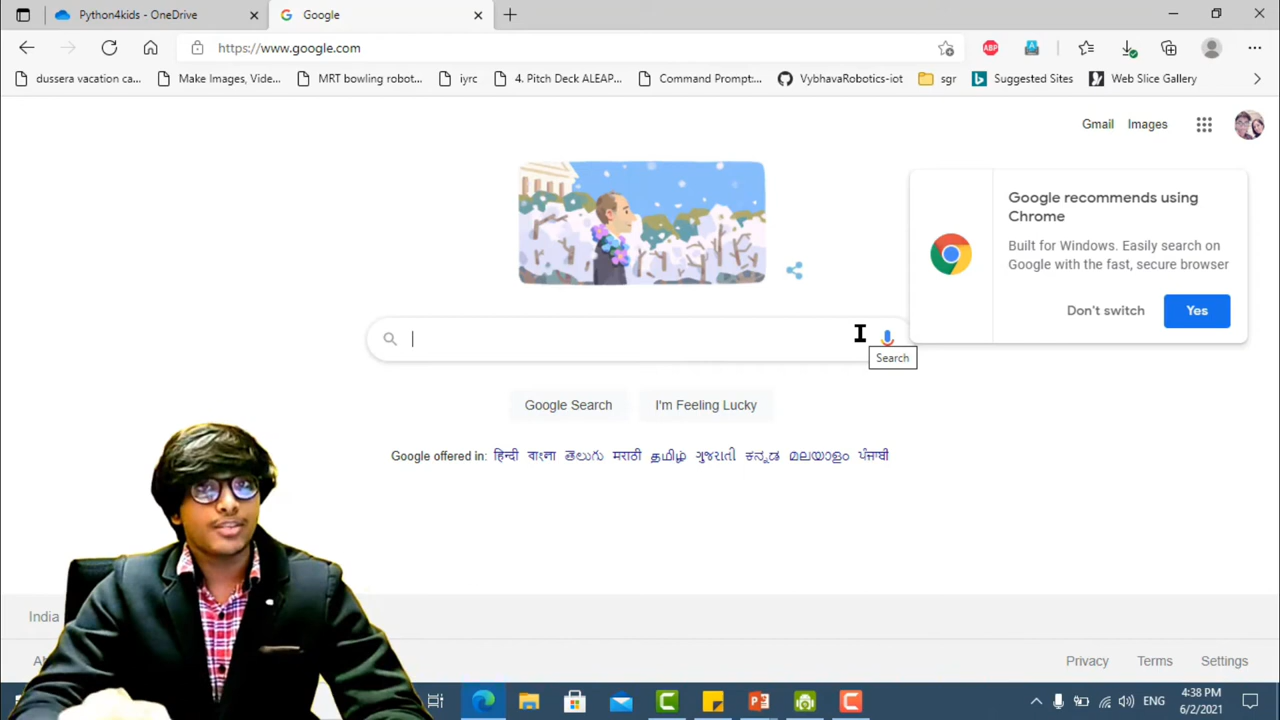 Python4kids - OneDrive
Google
https://www.google.com
ABP
dussera vacation ca...
Make Images, Vide...
MRT bowling robot...
iyrc
4. Pitch Deck ALEAP...
Command Prompt:...
VybhavaRobotics-iot
sgr
Suggested Sites
Web Slice Gallery
Gmail
Images
Google recommends using
Chrome
Built for Windows. Easily search on
Google with the fast, secure browser
Don't switch
Yes
Search
Google Search
I'm Feeling Lucky
Google offered in: हिन्दी বাংলা తెలుగు मराठी தமிழ் ગુજરાતી ಕನ್ನಡ മലയാളം ਪੰਜਾਬੀ
India
Privacy
Terms
Settings
ENG
4:38 PM
6/2/2021